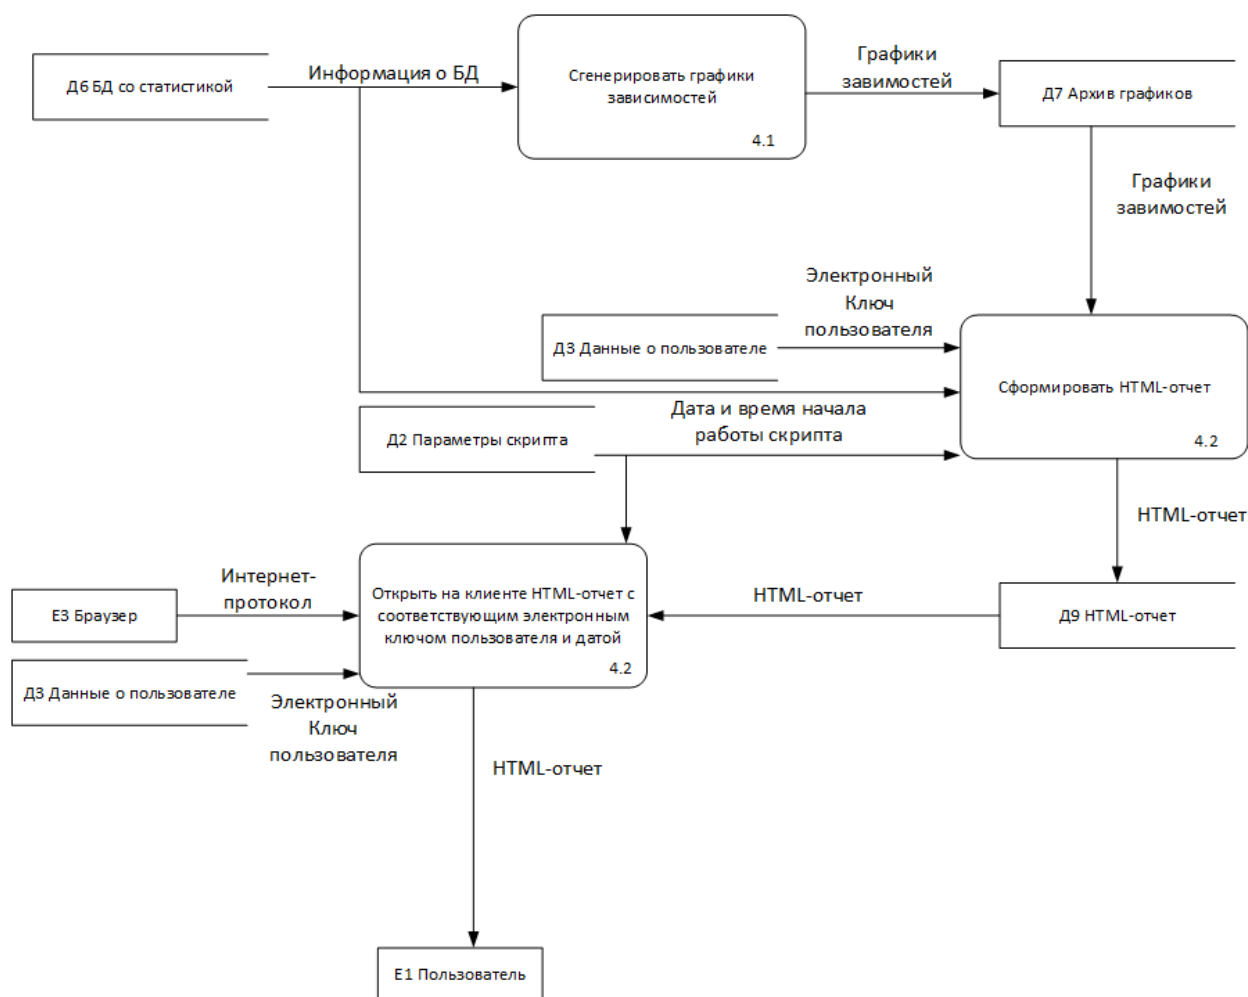 Д6 БД со статистикой
Информация о БД
Сгенерировать графики
зависимостей
4.1
Графики
завимостей
Д7 Архив графиков
Графики
завимостей
Электронный
Ключ
пользователя
Д3 Данные о пользователе
Сформировать HTML-отчет
4.2
Дата и время начала
работы скрипта
Д2 Параметры скрипта
HTML-отчет
Интернет-
протокол
Е3 Браузер
Открыть на клиенте HTML-отчет с
соответствующим электронным
ключом пользователя и датой
4.2
HTML-отчет
Д9 HTML-отчет
Д3 Данные о пользователе
Электронный
Ключ
пользователя
HTML-отчет
Е1 Пользователь